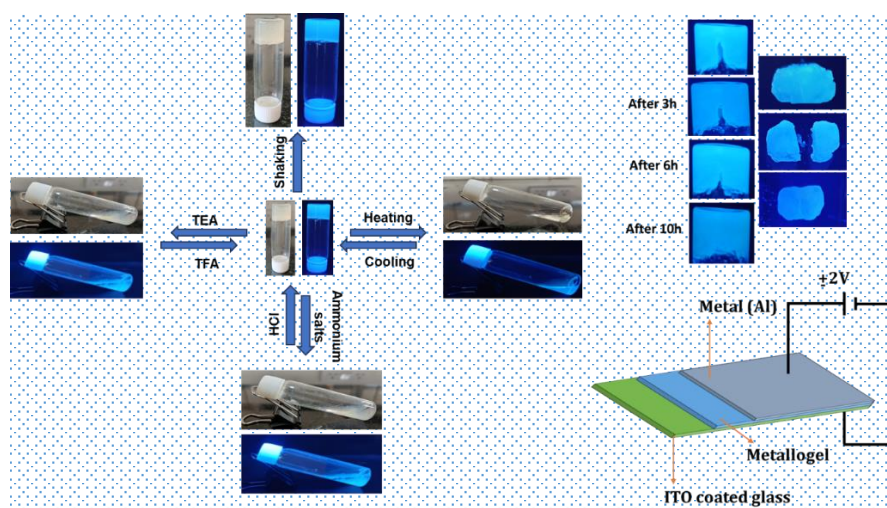 Shaking
TEA
TFA
Heating
Cooling
HCl
Ammonium
salts
After 3h
After 6h
After 10h
±2V
Metal (Al)
Metallogel
ITO coated glass